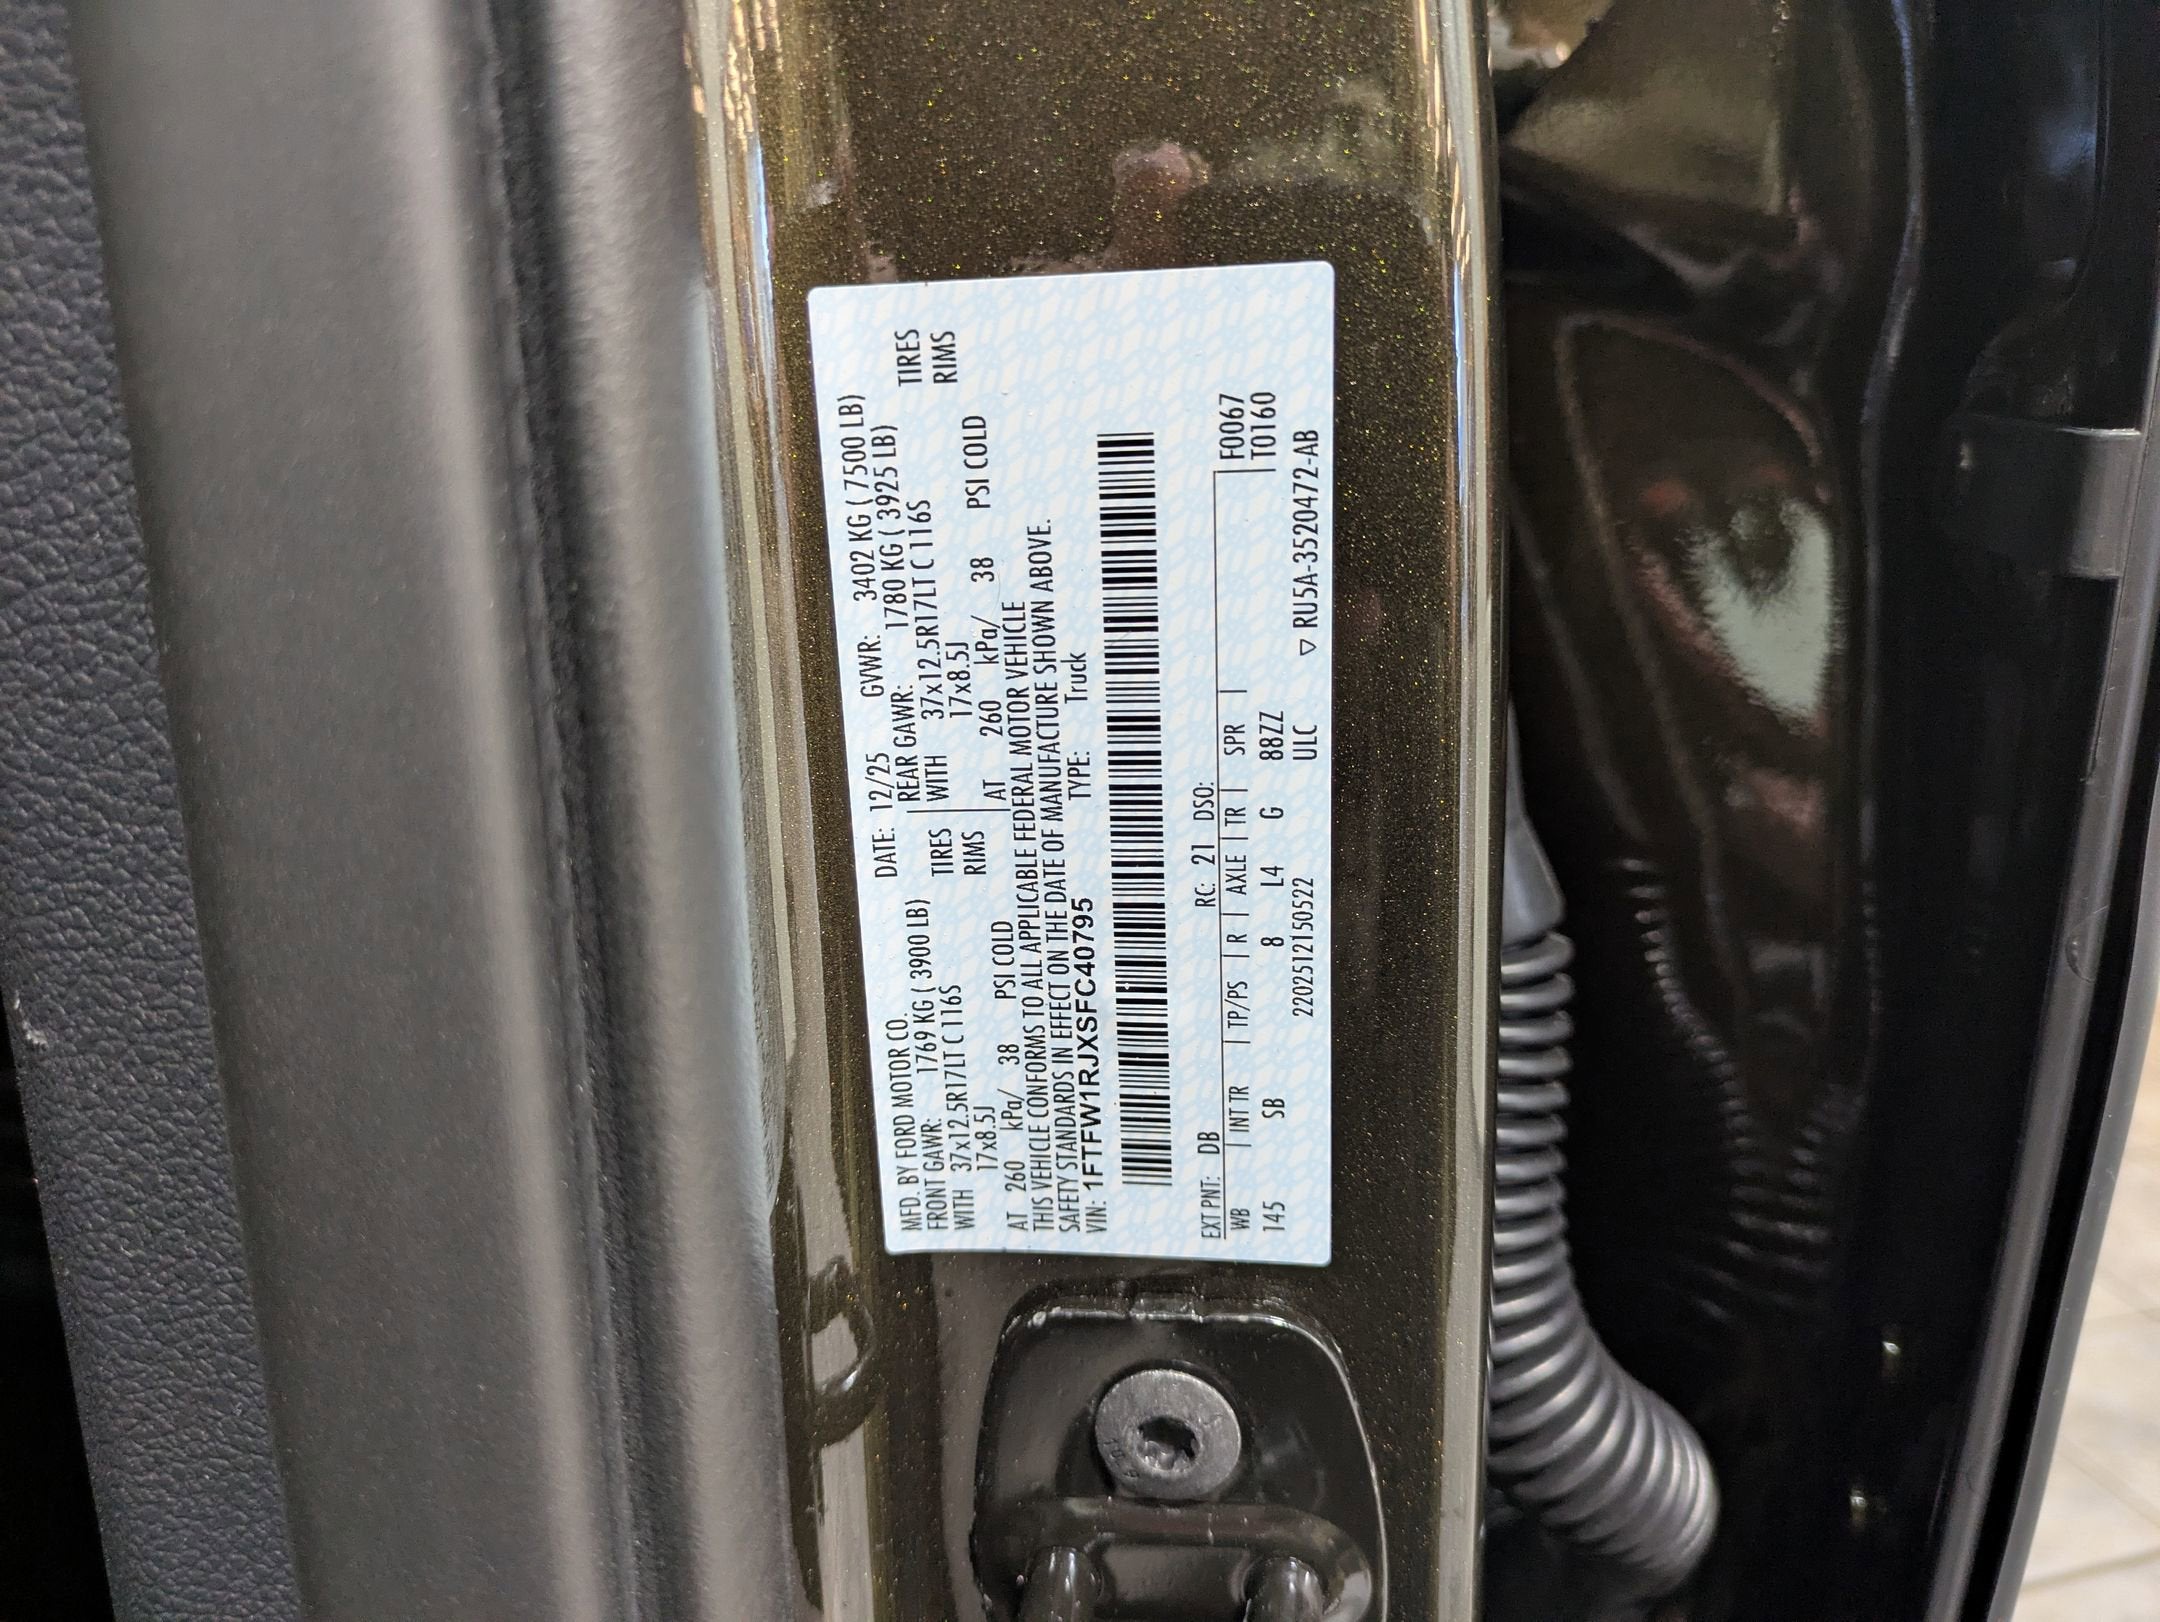 MFD. BY FORD MOTOR CO. DATE: 12/25 GVWR: 3402 KG ( 7500 LB)
FRONT GAWR: 1769 KG ( 3900 LB) REAR GAWR: 1780 KG ( 3925 LB)
WITH 37x12.5R17LT C 116S TIRES WITH 37x12.5R17LT C 116S TIRES
17x8.5J RIMS 17x8.5J RIMS
AT 260 kPa/ 38 PSI COLD AT 260 kPa/ 38 PSI COLD
THIS VEHICLE CONFORMS TO ALL APPLICABLE FEDERAL MOTOR VEHICLE
SAFETY STANDARDS IN EFFECT ON THE DATE OF MANUFACTURE SHOWN ABOVE.
VIN: 1FTFW1RJXSFC40795 TYPE: Truck
EXT PNT: DB RC: 21 DSO: F0067
WB | INT TR | TP/PS | R | AXLE | TR | SPR | T0160
145 SB 8 L4 G 88ZZ
22025121 50522 ULC ▽ RU5A-3520472-AB